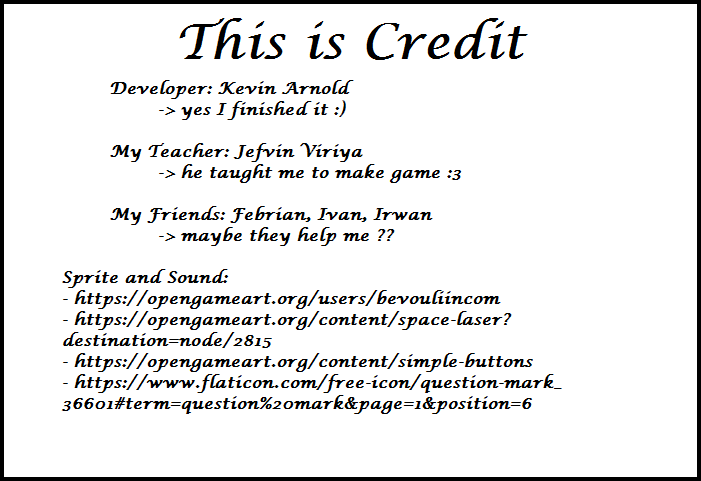 This is Credit
Developer: Kevin Arnold
-> yes I finished it :)
My Teacher: Jefvin Viriya
-> he taught me to make game :3
My Friends: Febrian, Ivan, Irwan
-> maybe they help me ??
Sprite and Sound:
- https://opengameart.org/users/bevouliincom
- https://opengameart.org/content/space-laser?
destination=node/2815
- https://opengameart.org/content/simple-buttons
- https://www.flaticon.com/free-icon/question-mark_
36601#term=question%20mark&page=1&position=6